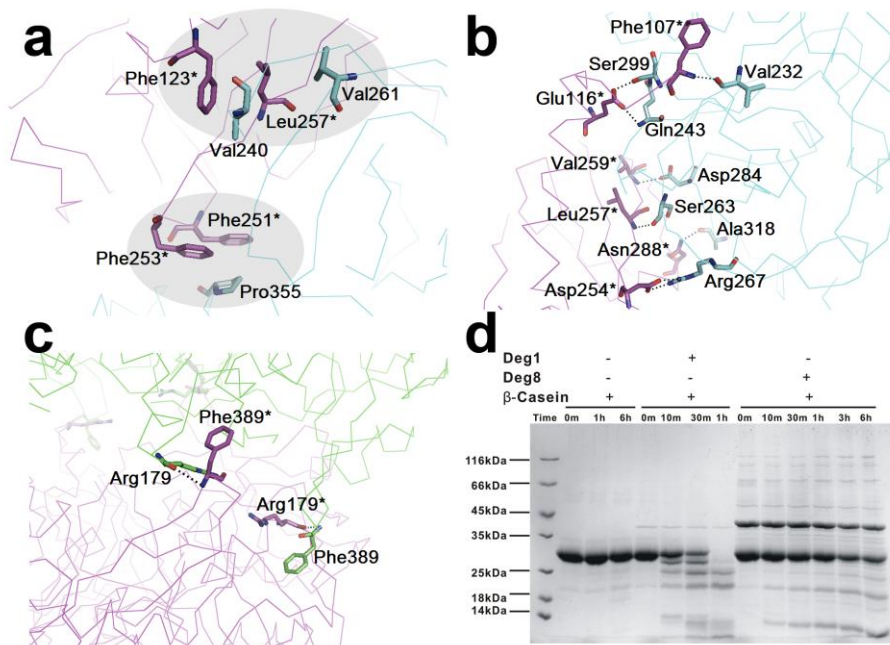 a
Phe123*
Val261
Leu257*
Val240
Phe251*
Phe253*
Pro355
b
Phe107*
Ser299
Val232
Glu116*
Gln243
Val259*
Asp284
Leu257*
Ser263
Ala318
Asn288*
Asp254*
Arg267
c
Phe389*
Arg179
Arg179*
Phe389
d
Deg1 - + -
Deg8 - - +
β-Casein + + +
Time 0m 1h 6h 0m 10m 30m 1h 0m 10m 30m 1h 3h 6h
116kDa
66kDa
45kDa
35kDa
25kDa
18kDa
14kDa